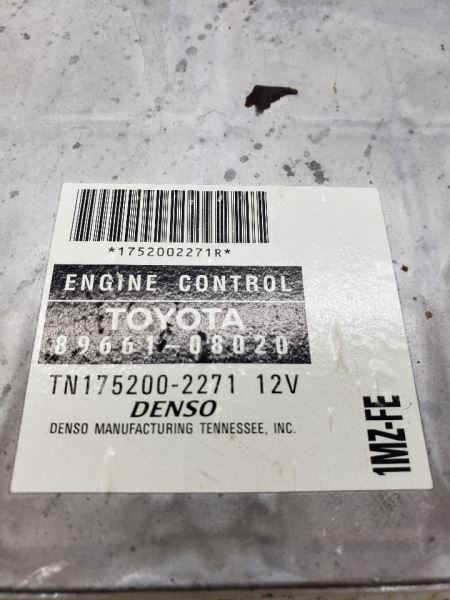 *1752002271R*
ENGINE CONTROL
TOYOTA
89661-08020
TN175200-2271 12V
DENSO
DENSO MANUFACTURING TENNESSEE, INC.
1MZ-FE